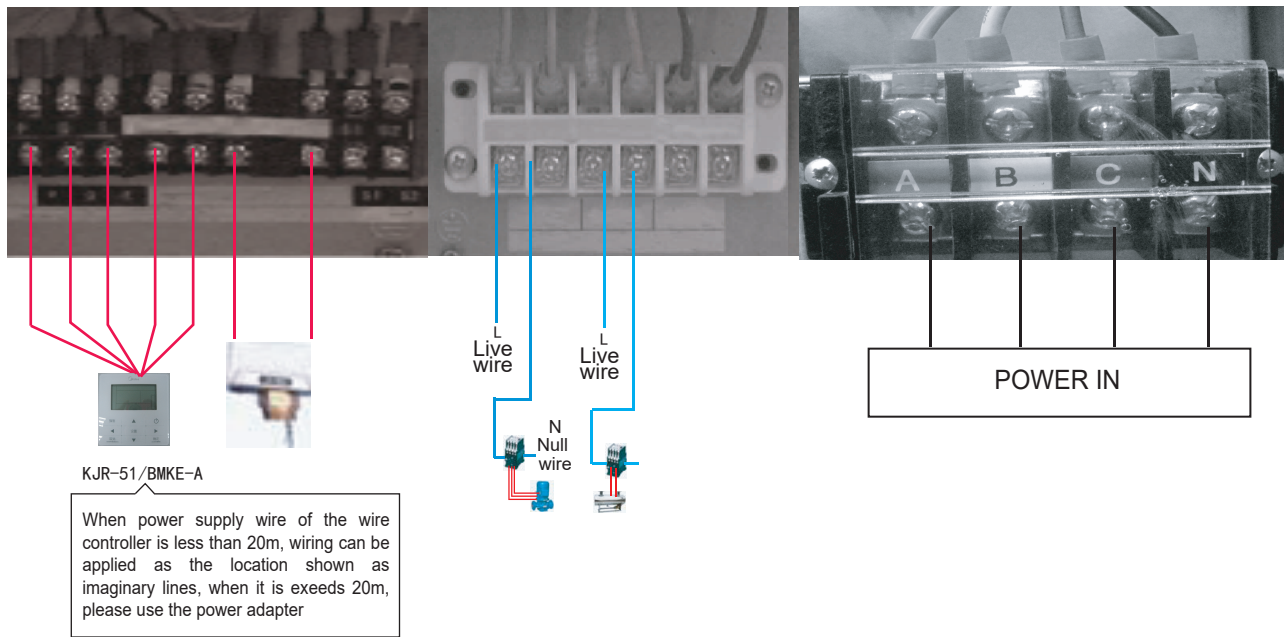 A B C N
L
Live
wire
L
Live
wire
N
Null
wire
POWER IN
KJR-51/BMKE-A
When power supply wire of the wire
controller is less than 20m, wiring can be
applied as the location shown as
imaginary lines, when it is exeeds 20m,
please use the power adapter